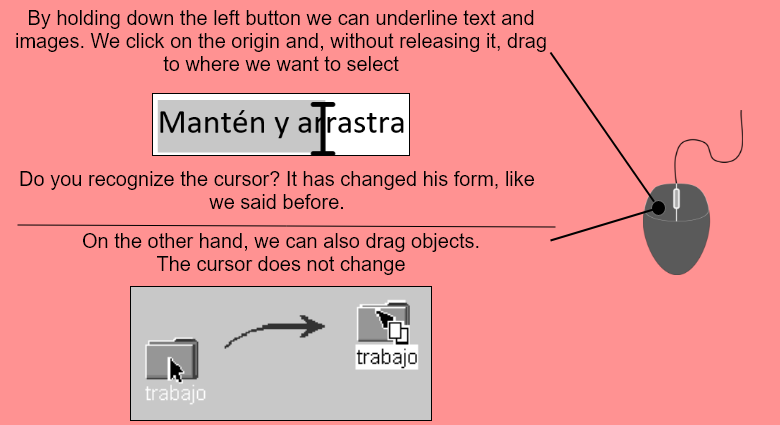 By holding down the left button we can underline text and
images. We click on the origin and, without releasing it, drag
to where we want to select
Mantén y arrastra
Do you recognize the cursor? It has changed his form, like
we said before.
On the other hand, we can also drag objects.
The cursor does not change
trabajo
trabajo